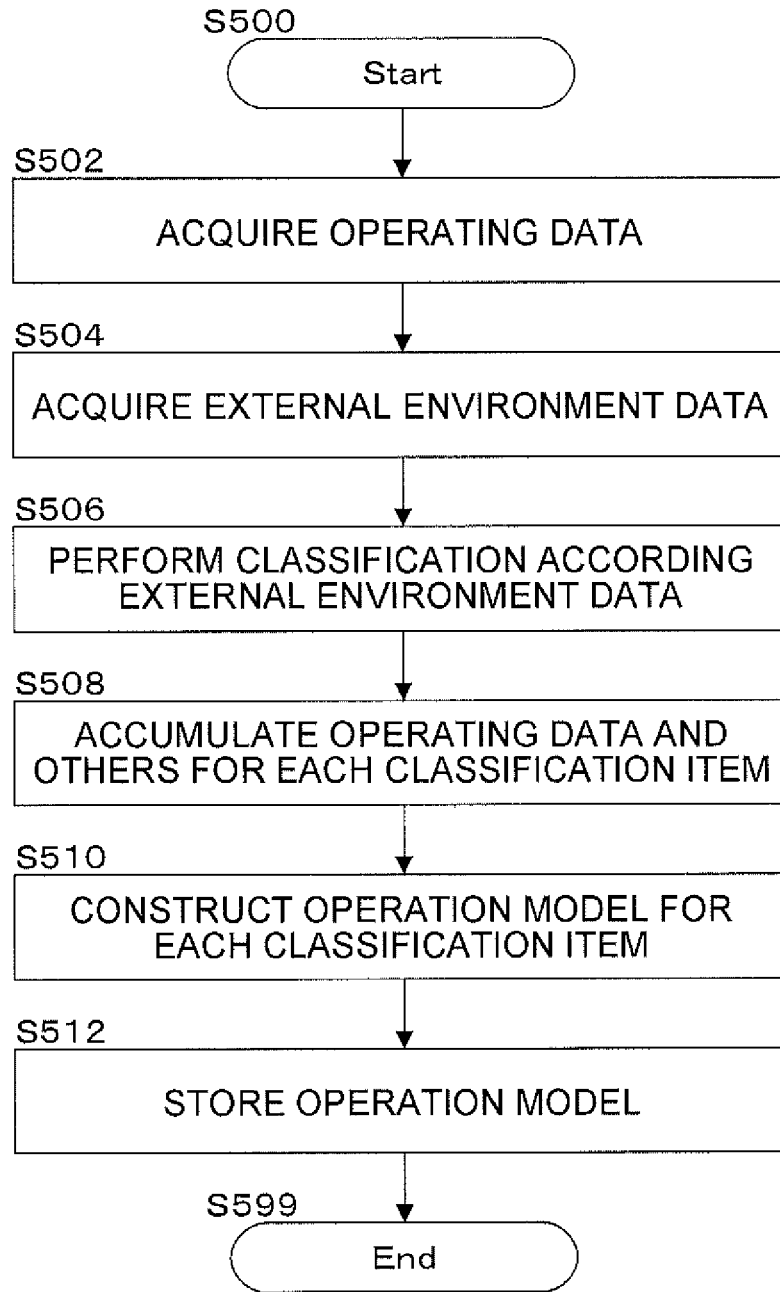 S500
Start
S502
ACQUIRE OPERATING DATA
S504
ACQUIRE EXTERNAL ENVIRONMENT DATA
S506
PERFORM CLASSIFICATION ACCORDING
EXTERNAL ENVIRONMENT DATA
S508
ACCUMULATE OPERATING DATA AND
OTHERS FOR EACH CLASSIFICATION ITEM
S510
CONSTRUCT OPERATION MODEL FOR
EACH CLASSIFICATION ITEM
S512
STORE OPERATION MODEL
S599
End